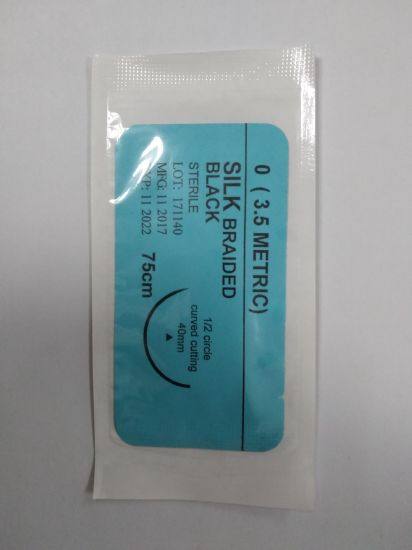 0 ( 3.5 METRIC)
SILK BRAIDED
BLACK
STERILE
LOT: 171140
MFG: 11 2017
EXP: 11 2022
75cm
1/2 circle
curved cutting
40mm